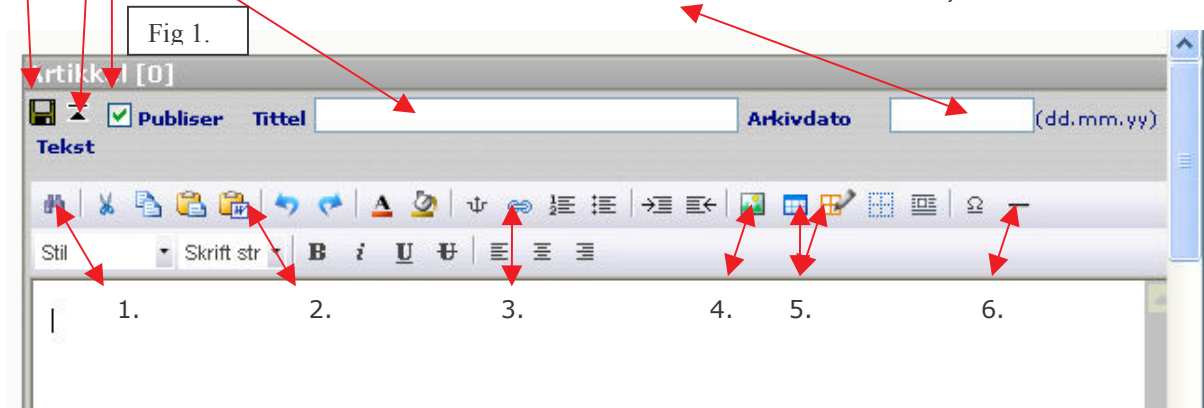 Fig 1.
Artikkel [0]
Publiser Tittel Arkivdato (dd.mm.yy)
Tekst
Stil Skrift str B i U U
1. 2. 3. 4. 5. 6.